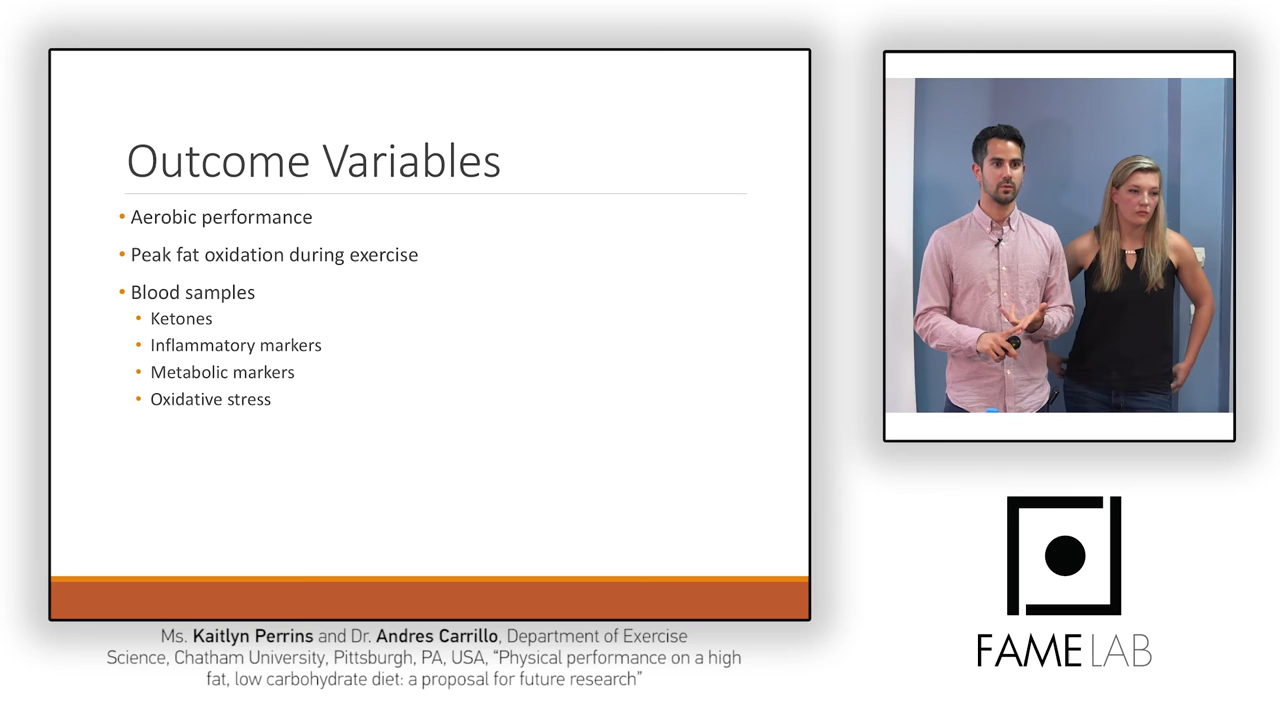 Outcome Variables
• Aerobic performance
• Peak fat oxidation during exercise
• Blood samples
• Ketones
• Inflammatory markers
• Metabolic markers
• Oxidative stress
Ms. Kaitlyn Perrins and Dr. Andres Carrillo, Department of Exercise
Science, Chatham University, Pittsburgh, PA, USA, “Physical performance on a high
fat, low carbohydrate diet: a proposal for future research”
FAME LAB